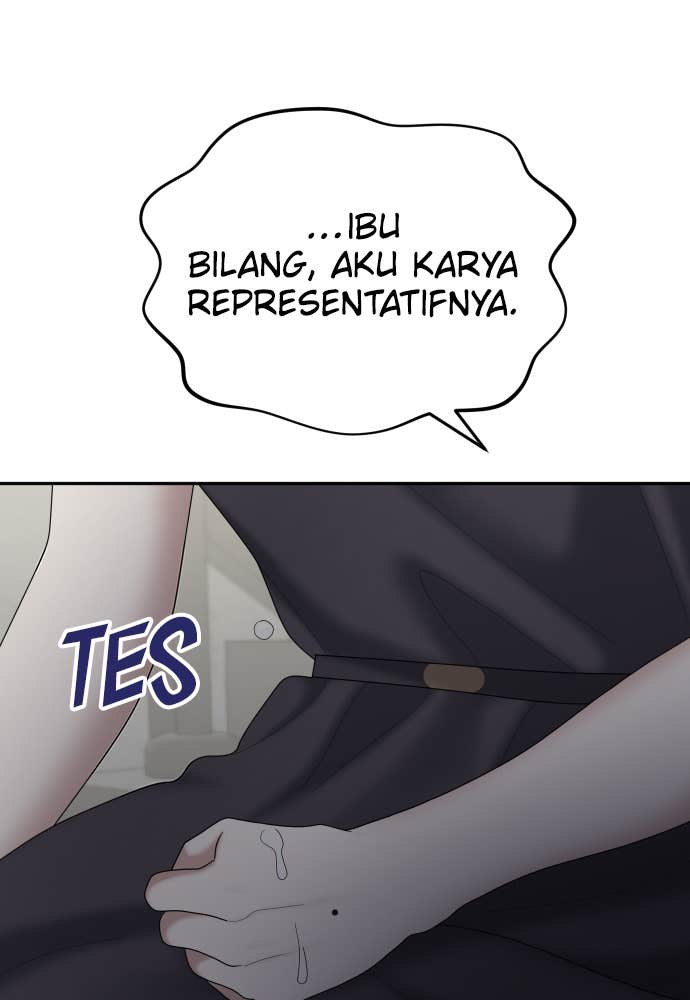 ...IBU
BILANG, AKU KARYA
REPRESENTATIFNYA.
TES